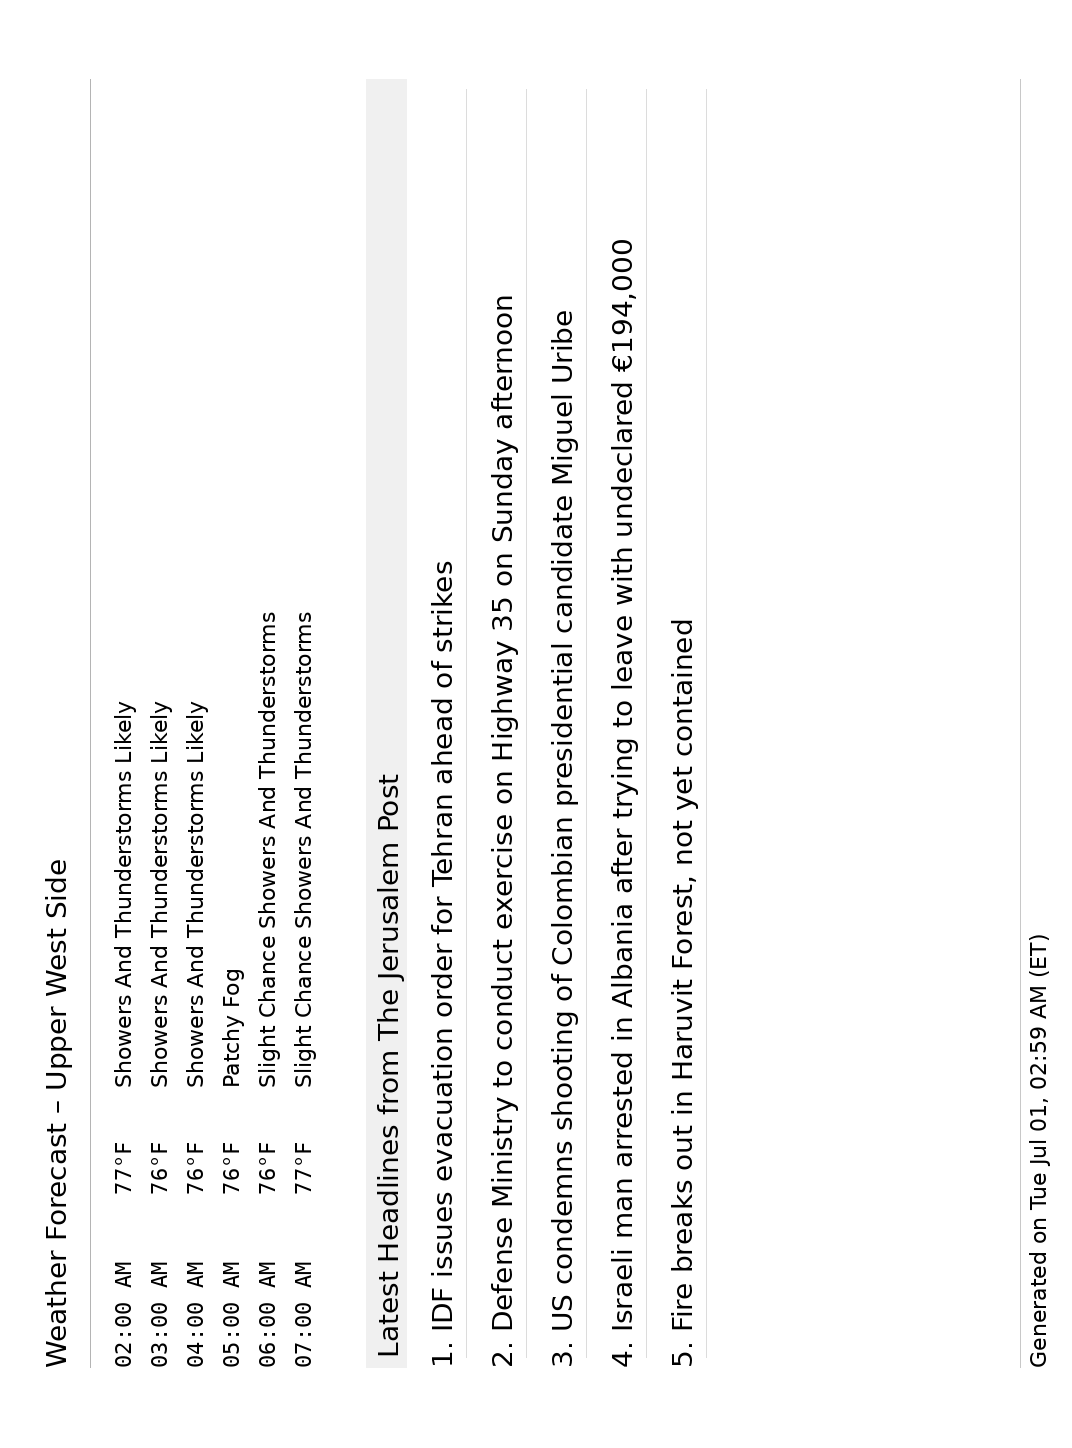 Weather Forecast – Upper West Side
02:00 AM 77°F Showers And Thunderstorms Likely
03:00 AM 76°F Showers And Thunderstorms Likely
04:00 AM 76°F Showers And Thunderstorms Likely
05:00 AM 76°F Patchy Fog
06:00 AM 76°F Slight Chance Showers And Thunderstorms
07:00 AM 77°F Slight Chance Showers And Thunderstorms
Latest Headlines from The Jerusalem Post
1. IDF issues evacuation order for Tehran ahead of strikes
2. Defense Ministry to conduct exercise on Highway 35 on Sunday afternoon
3. US condemns shooting of Colombian presidential candidate Miguel Uribe
4. Israeli man arrested in Albania after trying to leave with undeclared €194,000
5. Fire breaks out in Haruvit Forest, not yet contained
Generated on Tue Jul 01, 02:59 AM (ET)